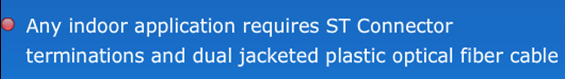 Any indoor application requires ST Connector
terminations and dual jacketed plastic optical fiber cable